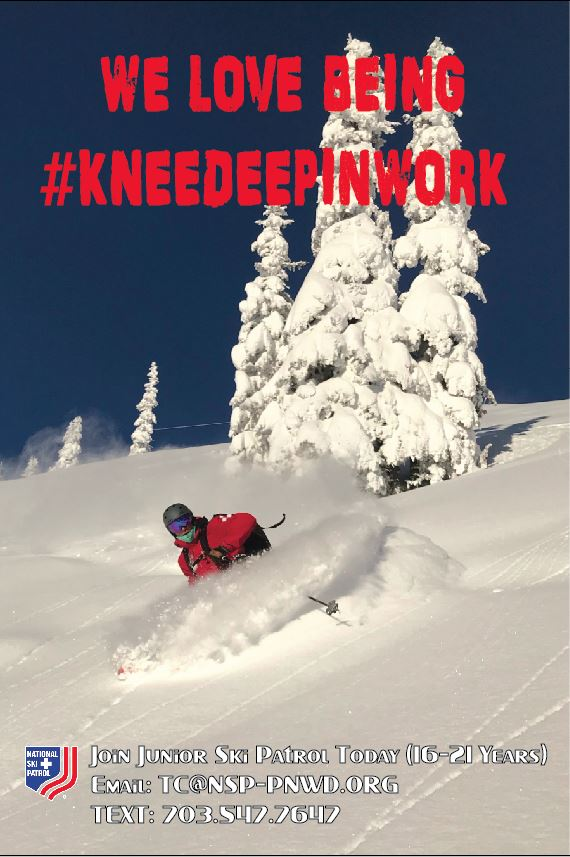 WE LOVE BEING
#KNEEDEEPINWORK
NATIONAL
SKI
PATROL
Join Junior Ski Patrol Today (16-21 Years)
Email: TC@NSP-PNWD.ORG
TEXT: 703.547.7647